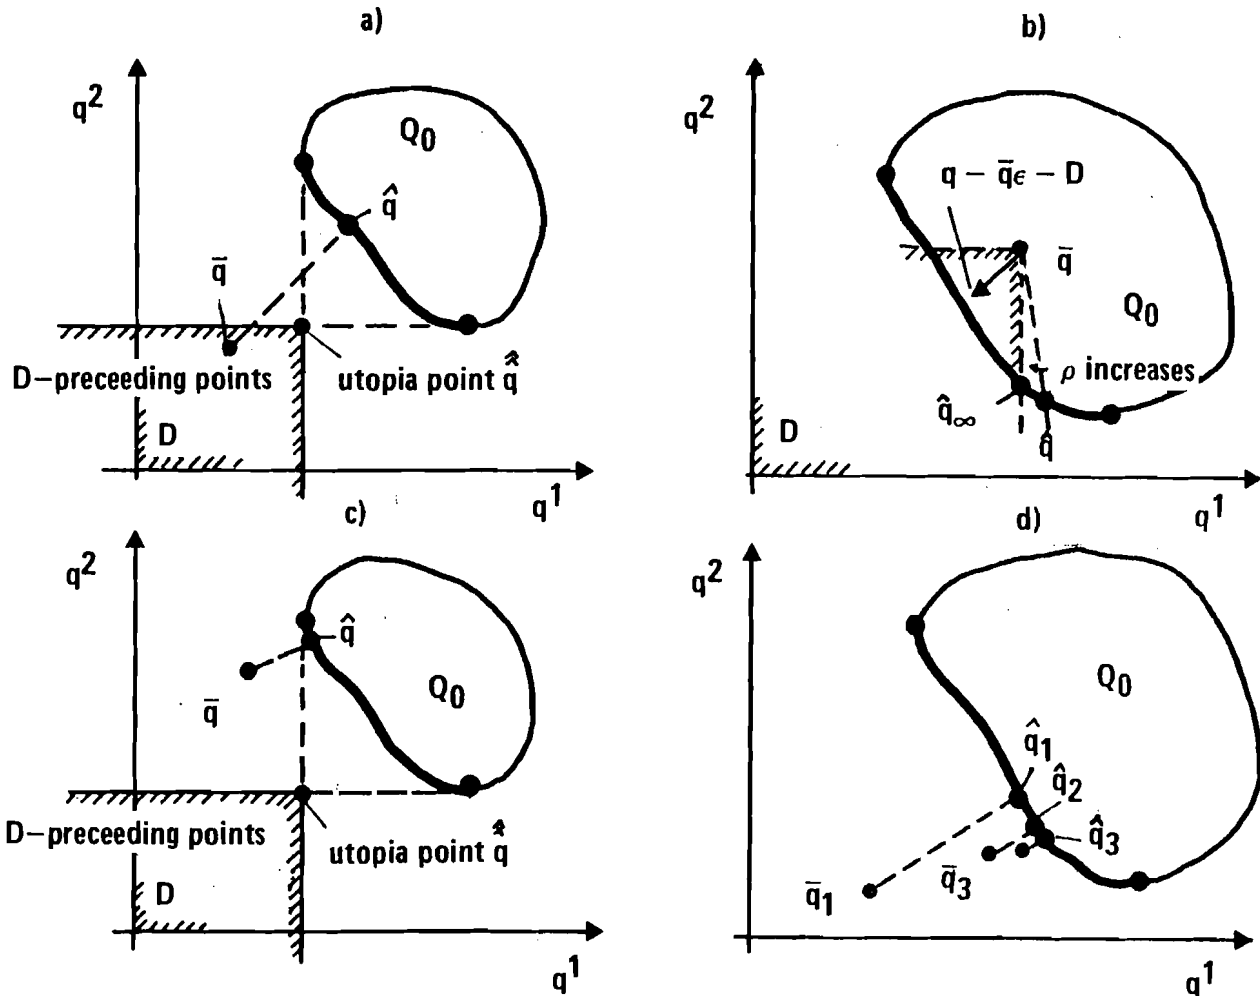 a)
q²
Q₀
q̂
q̄
D–preceeding points
utopia point q̂̂
D
q¹
b)
q²
q – q̄ϵ – D
q̄
Q₀
ρ increases
q̂∞
q̂
D
q¹
c)
q²
q̂
Q₀
q̄
D–preceeding points
utopia point q̂̂
D
q¹
d)
q²
Q₀
q̂₁
q̂₂
q̂₃
q̄₃
q̄₁
q¹